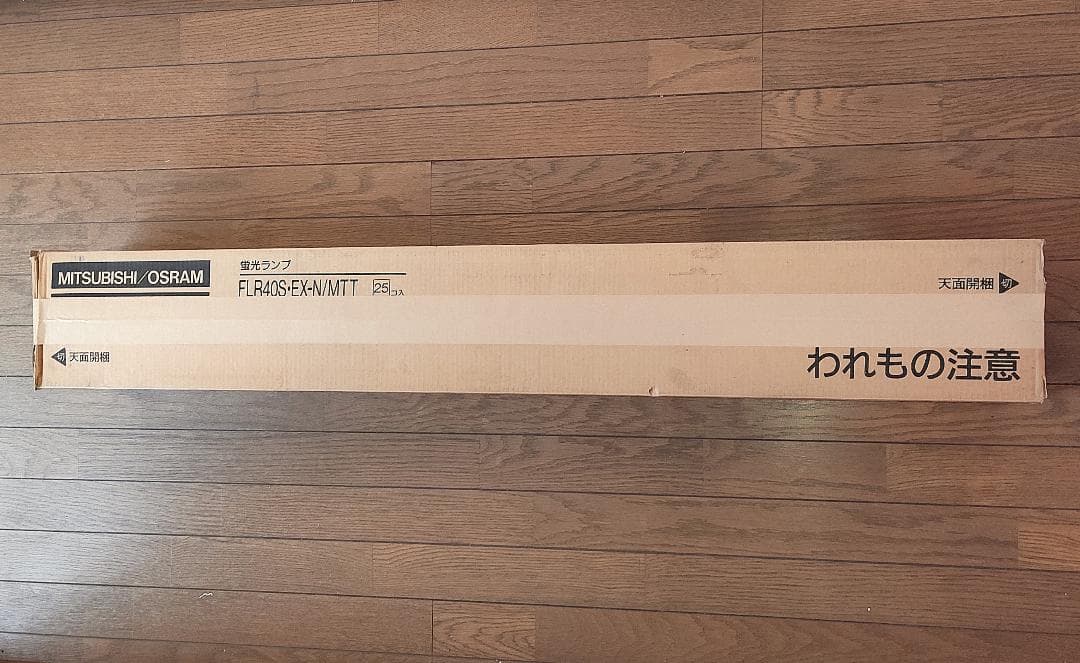 MITSUBISHI/OSRAM
蛍光ランプ
FLR40S・EX-N/MTT 25コ入
天面開梱 切
切 天面開梱
われもの注意